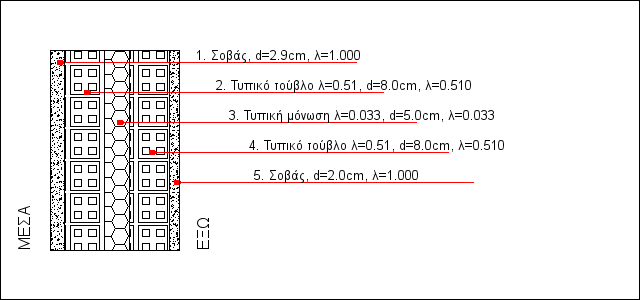 1. Σοβάς, d=2.9cm, λ=1.000
2. Τυπικό τούβλο λ=0.51, d=8.0cm, λ=0.510
3. Τυπική μόνωση λ=0.033, d=5.0cm, λ=0.033
4. Τυπικό τούβλο λ=0.51, d=8.0cm, λ=0.510
5. Σοβάς, d=2.0cm, λ=1.000
ΜΕΣΑ
ΕΞΩ